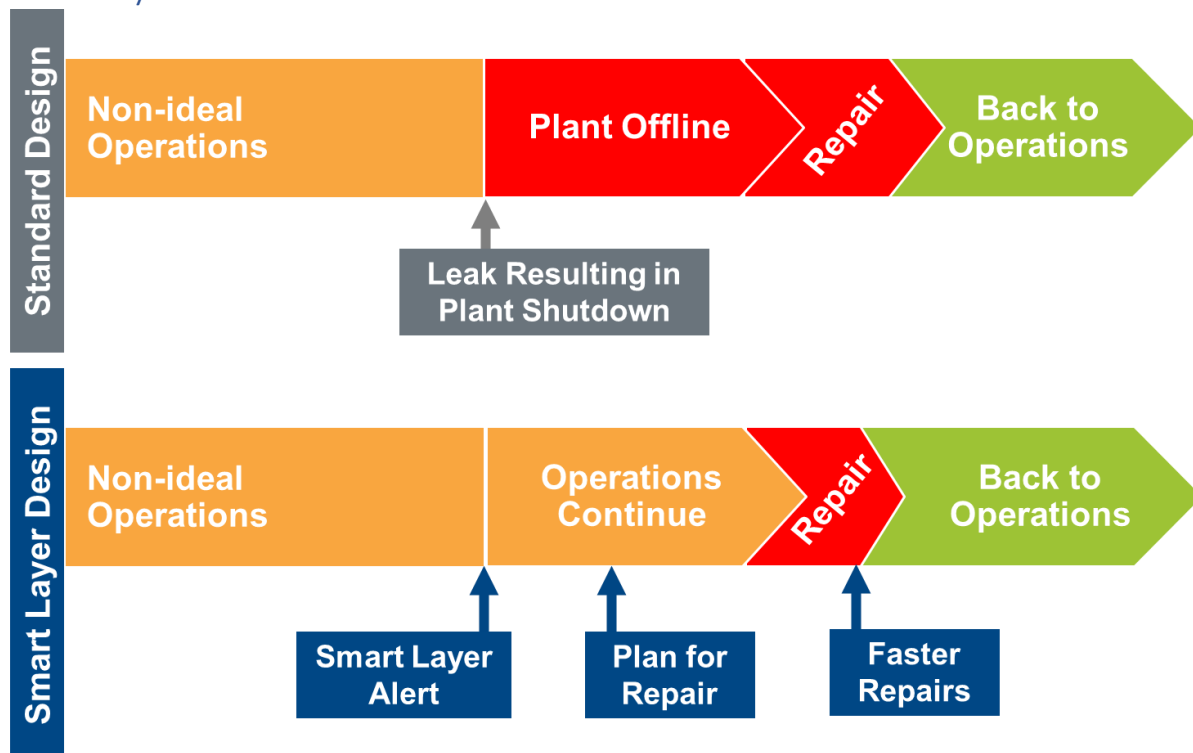 Standard Design
Non-ideal
Operations
Plant Offline
Repair
Back to
Operations
Leak Resulting in
Plant Shutdown
Smart Layer Design
Non-ideal
Operations
Operations
Continue
Repair
Back to
Operations
Smart Layer
Alert
Plan for
Repair
Faster
Repairs